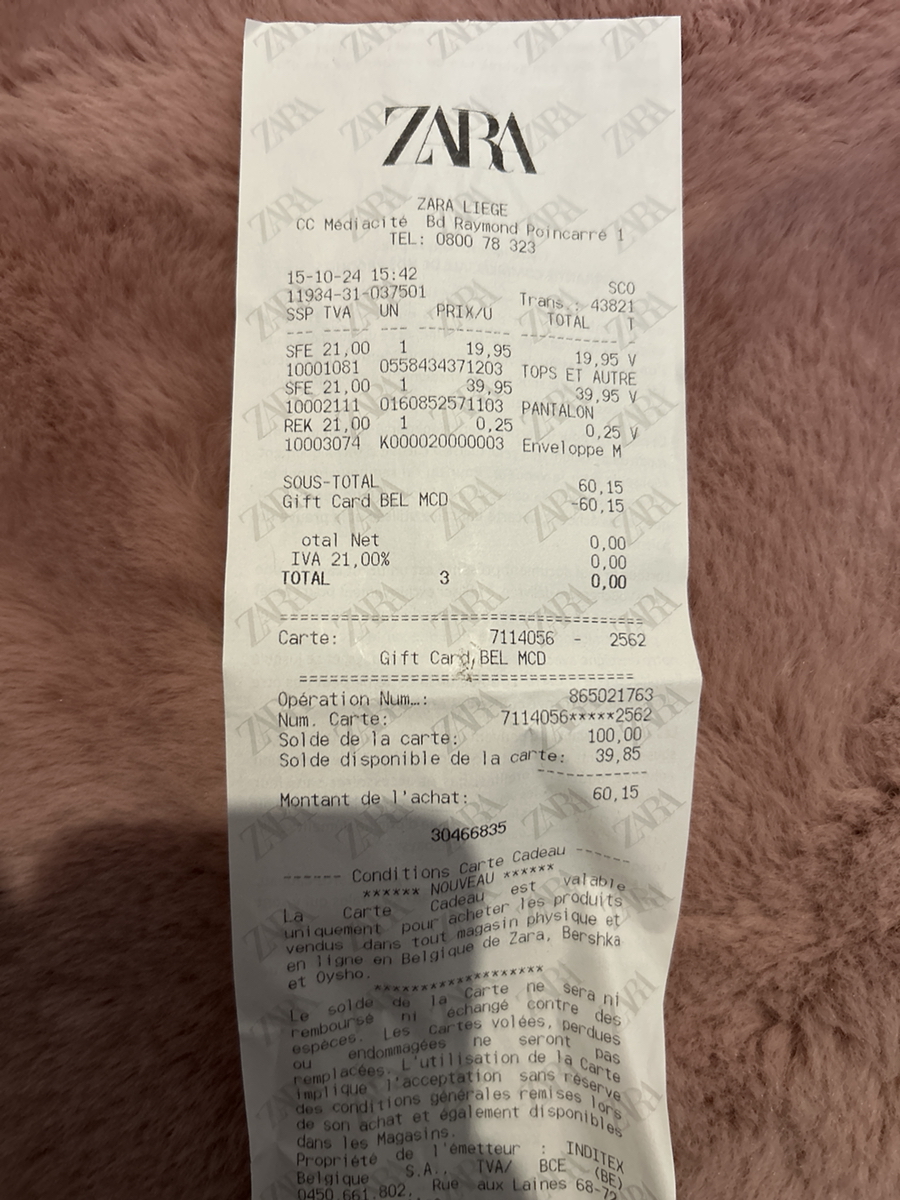 ZARA
ZARA LIEGE
CC Médiacité Bd Raymond Poincarré 1
TEL: 0800 78 323
15-10-24 15:42 SCO
11934-31-037501 Trans.: 43821
SSP TVA UN PRIX/U TOTAL T
--- --- --- --------- ---------- -
SFE 21,00 1 19,95 19,95 V
10001081 0558434371203 TOPS ET AUTRE
SFE 21,00 1 39,95 39,95 V
10002111 0160852571103 PANTALON
REK 21,00 1 0,25 0,25 V
10003074 K000020000003 Enveloppe M
SOUS-TOTAL 60,15
Gift Card BEL MCD -60,15
otal Net 0,00
IVA 21,00% 0,00
TOTAL 3 0,00
======================================
Carte: 7114056 - 2562
Gift Card BEL MCD
===================================
Opération Num…: 865021763
Num. Carte: 7114056*****2562
Solde de la carte: 100,00
Solde disponible de la carte: 39,85
-----------
Montant de l'achat: 60,15
30466835
------ Conditions Carte Cadeau ------
****** NOUVEAU ******
La Carte Cadeau est valable
uniquement pour acheter les produits
vendus dans tout magasin physique et
en ligne en Belgique de Zara, Bershka
et Oysho.
********************
Le solde de la Carte ne sera ni
remboursé ni échangé contre des
espèces. Les Cartes volées, perdues
ou endommagées ne seront pas
remplacées. L'utilisation de la Carte
implique l'acceptation sans réserve
des conditions générales remises lors
de son achat et également disponibles
dans les Magasins.
Propriété de l'émetteur : INDITEX
Belgique S.A., TVA/ BCE (BE)
0450.661.802., Rue aux Laines 68-72